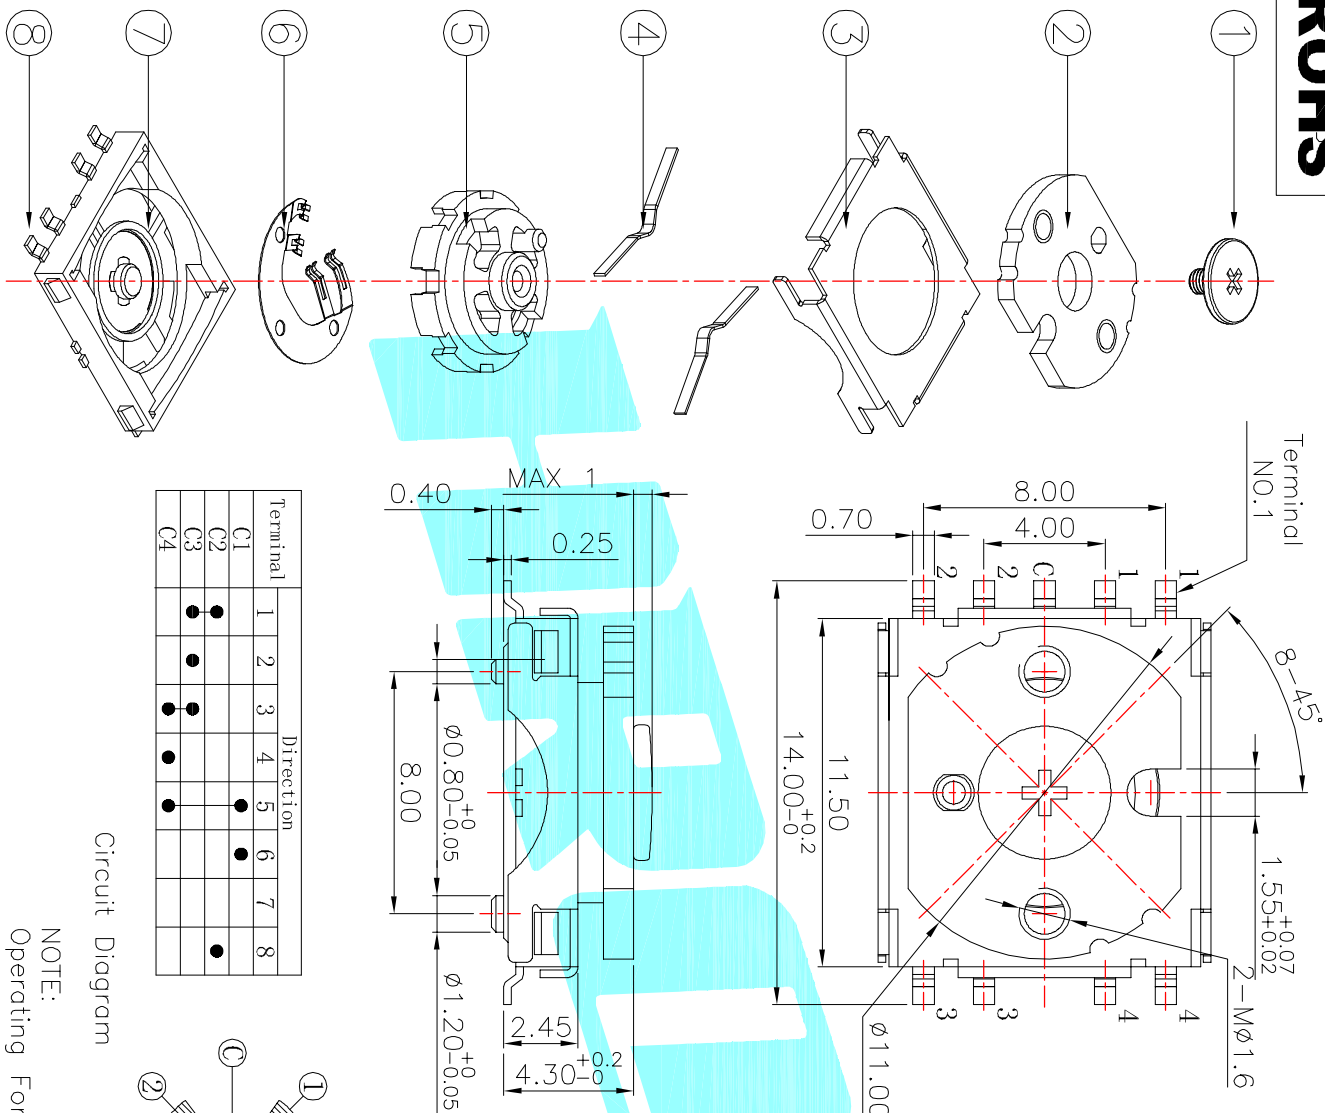 ROHS
① ② ③ ④ ⑤ ⑥ ⑦ ⑧
Terminal
NO.1
8.00
4.00
0.70
1 1 C 2 2
8-45°
11.50
14.00 +0.2 -0
1.55 +0.07 +0.02
2-MØ1.6
Ø11.00
4 4 3 3
MAX 1
0.40
0.25
8.00
Ø0.80 +0 -0.05
Ø1.20 +0 -0.05
2.45
4.30 +0.2 -0
Terminal Direction
1 2 3 4 5 6 7 8
C1
C2
C3
C4
Circuit Diagram
NOTE:
Operating For
① C ②